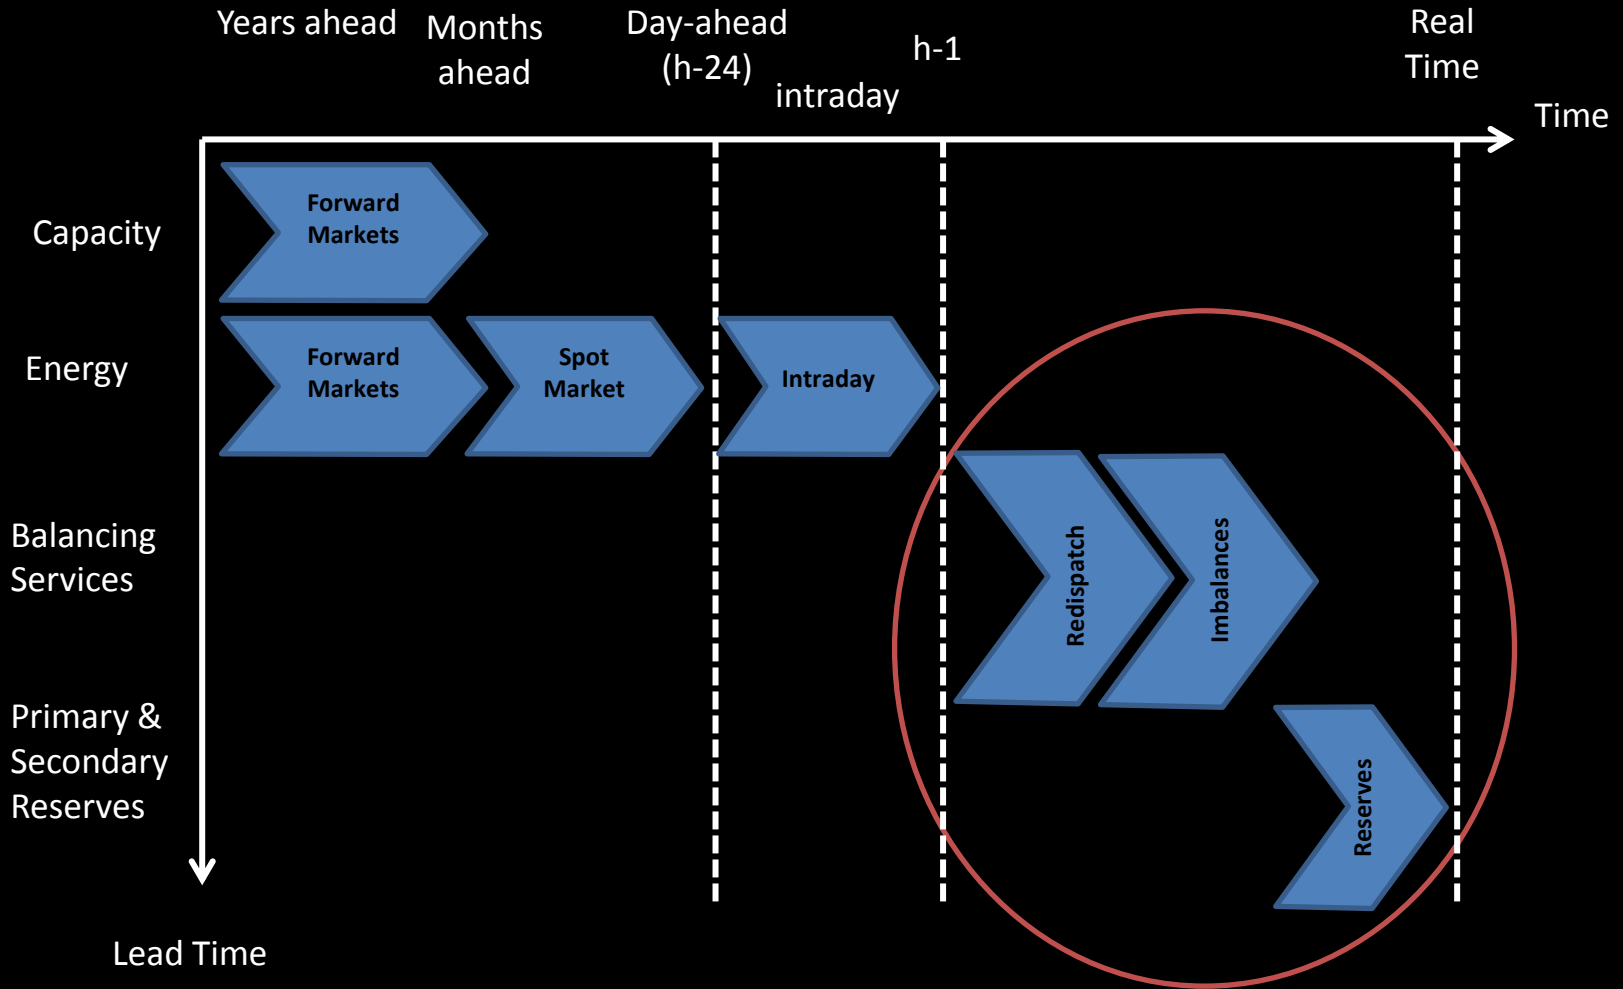 Years ahead
Months
ahead
Day-ahead
(h-24)
intraday
h-1
Real
Time
Time
Capacity
Forward
Markets
Energy
Forward
Markets
Spot
Market
Intraday
Balancing
Services
Redispatch
Imbalances
Primary &
Secondary
Reserves
Reserves
Lead Time